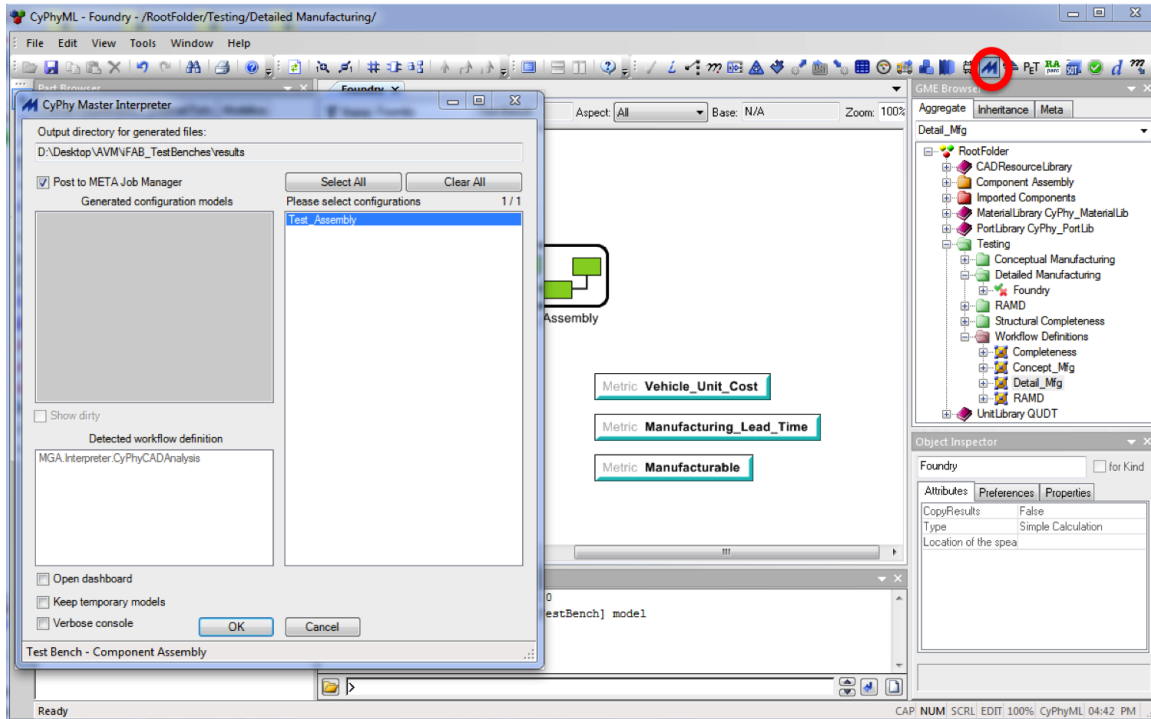 CyPhyML - Foundry - /RootFolder/Testing/Detailed Manufacturing/
File Edit View Tools Window Help
PET
Part Browser
Foundry
GME Browser
Aspect: All Base: N/A Zoom: 100%
Aggregate Inheritance Meta
Detail_Mfg
RootFolder
CADResourceLibrary
Component Assembly
Imported Components
MaterialLibrary CyPhy_MaterialLib
PortLibrary CyPhy_PortLib
Testing
Conceptual Manufacturing
Detailed Manufacturing
Foundry
RAMD
Structural Completeness
Workflow Definitions
Completeness
Concept_Mfg
Detail_Mfg
RAMD
UnitLibrary QUDT
CyPhy Master Interpreter
Output directory for generated files:
D:\Desktop\AVM\iFAB_TestBenches\results
Post to META Job Manager
Select All Clear All
Generated configuration models
Please select configurations 1 / 1
Test_Assembly
Show dirty
Detected workflow definition
MGA.Interpreter.CyPhyCADAnalysis
Open dashboard
Keep temporary models
Verbose console
OK Cancel
Test Bench - Component Assembly
Assembly
Metric Vehicle_Unit_Cost
Metric Manufacturing_Lead_Time
Metric Manufacturable
Object Inspector
Foundry for Kind
Attributes Preferences Properties
CopyResults False
Type Simple Calculation
Location of the spea
0
estBench] model
>
Ready
CAP NUM SCRL EDIT 100% CyPhyML 04:42 PM